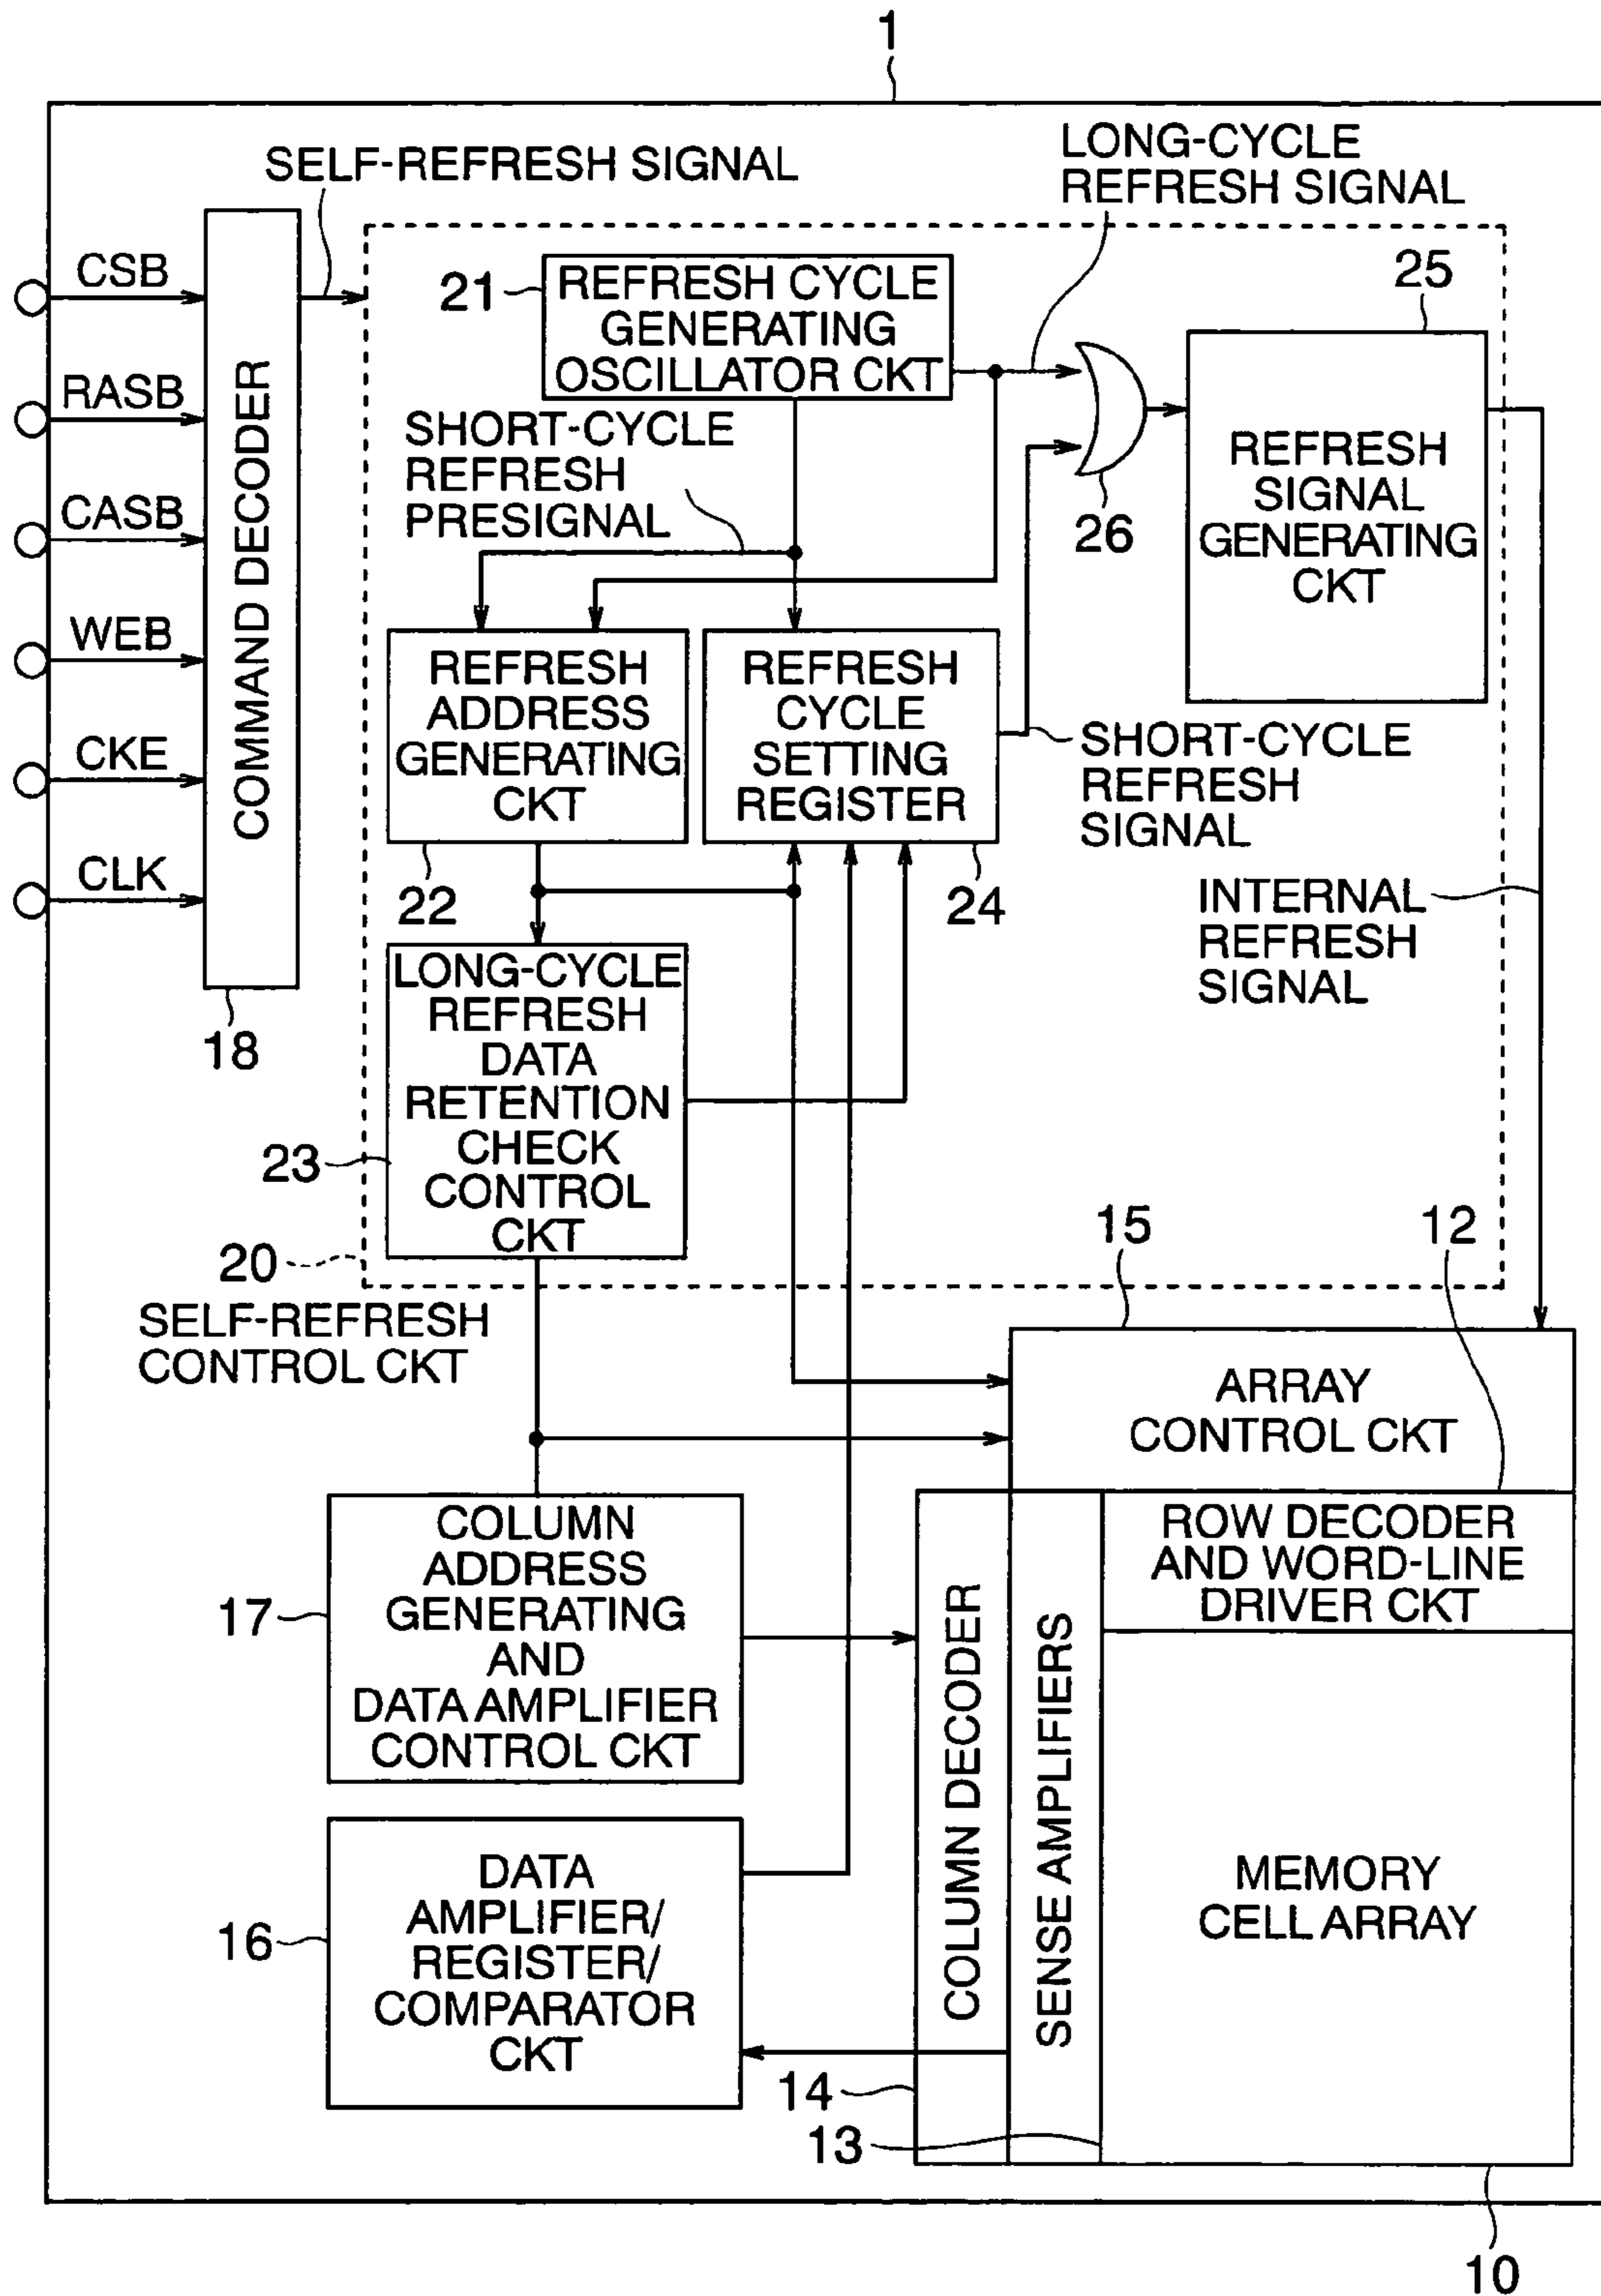 1
SELF-REFRESH SIGNAL
LONG-CYCLE
REFRESH SIGNAL
CSB
RASB
CASB
WEB
CKE
CLK
COMMAND DECODER
18
21
REFRESH CYCLE
GENERATING
OSCILLATOR CKT
25
REFRESH
SIGNAL
GENERATING
CKT
26
SHORT-CYCLE
REFRESH
PRESIGNAL
REFRESH
ADDRESS
GENERATING
CKT
22
REFRESH
CYCLE
SETTING
REGISTER
24
SHORT-CYCLE
REFRESH
SIGNAL
INTERNAL
REFRESH
SIGNAL
LONG-CYCLE
REFRESH
DATA
RETENTION
CHECK
CONTROL
CKT
23
20
SELF-REFRESH
CONTROL CKT
15
12
ARRAY
CONTROL CKT
ROW DECODER
AND WORD-LINE
DRIVER CKT
17
COLUMN
ADDRESS
GENERATING
AND
DATA AMPLIFIER
CONTROL CKT
16
DATA
AMPLIFIER/
REGISTER/
COMPARATOR
CKT
COLUMN DECODER
SENSE AMPLIFIERS
MEMORY
CELL ARRAY
14
13
10